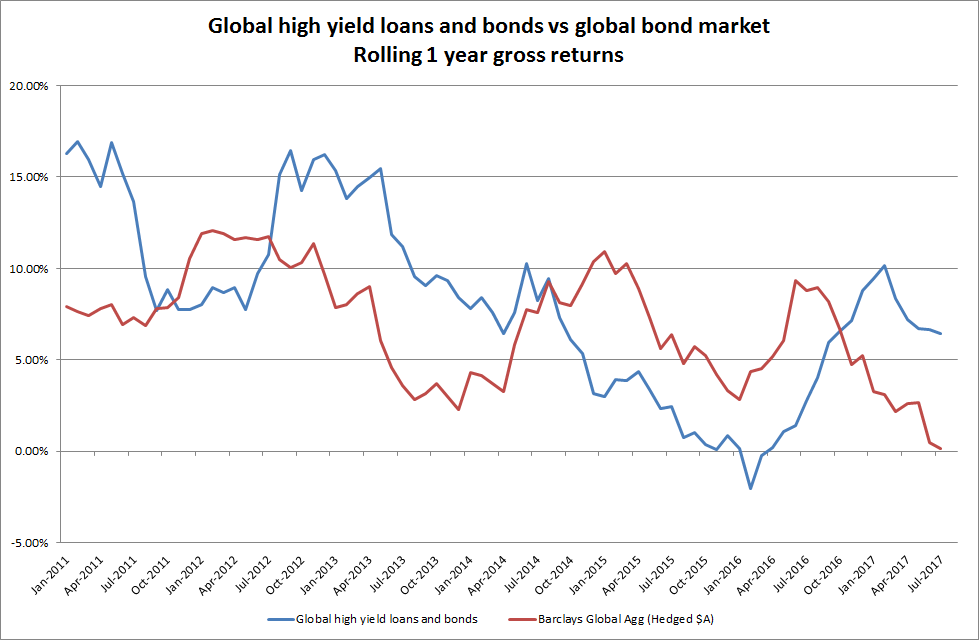 Global high yield loans and bonds vs global bond market
Rolling 1 year gross returns
20.00%
15.00%
10.00%
5.00%
0.00%
-5.00%
Jan-2011
Apr-2011
Jul-2011
Oct-2011
Jan-2012
Apr-2012
Jul-2012
Oct-2012
Jan-2013
Apr-2013
Jul-2013
Oct-2013
Jan-2014
Apr-2014
Jul-2014
Oct-2014
Jan-2015
Apr-2015
Jul-2015
Oct-2015
Jan-2016
Apr-2016
Jul-2016
Oct-2016
Jan-2017
Apr-2017
Jul-2017
Global high yield loans and bonds
Barclays Global Agg (Hedged $A)